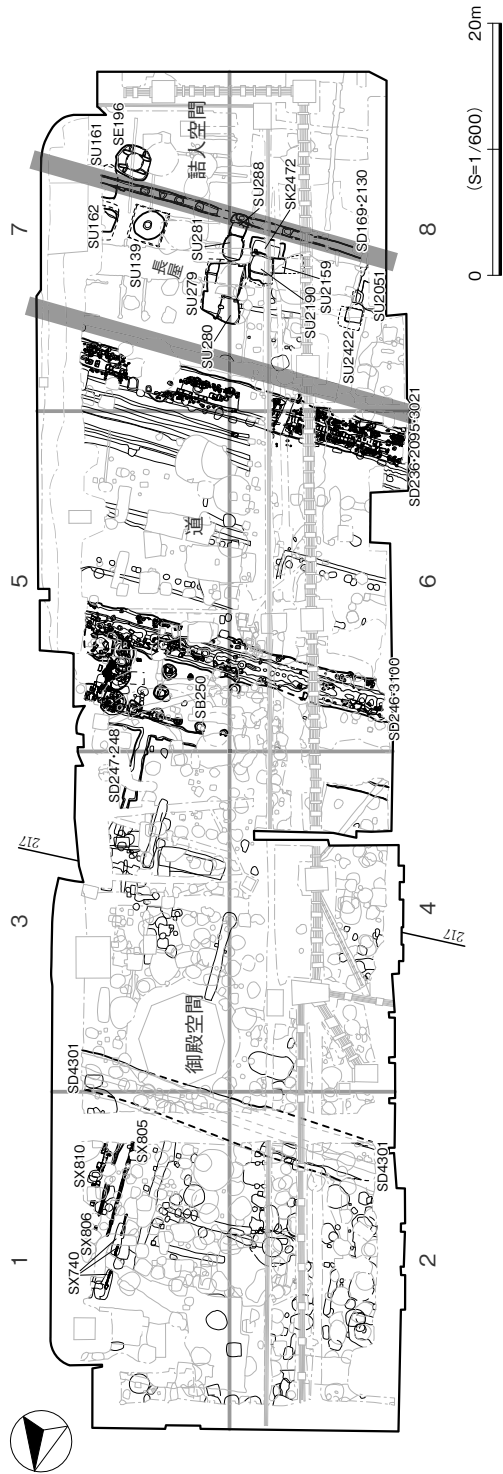 1
3
5
7
SX740
SX806
SX810
SX805
SD4301
217
SD247・248
SB250
SU162
SU161
SE196
SU139
SU281
SU279
SU280
御殿空間
道
長屋
詰人空間
SU288
SK2472
SU2159
SU2190
SD169・2130
SU2051
SU2422
SD236・2095・3021
SD246・3100
SD4301
217
2
4
6
8
0
(S=1/600)
20m